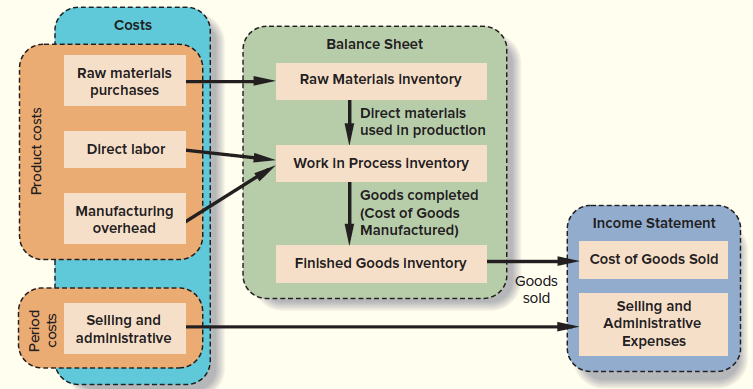 Costs
Product costs
Raw materials
purchases
Direct labor
Manufacturing
overhead
Period
costs
Selling and
administrative
Balance Sheet
Raw Materials Inventory
Direct materials
used in production
Work in Process Inventory
Goods completed
(Cost of Goods
Manufactured)
Finished Goods Inventory
Goods
sold
Income Statement
Cost of Goods Sold
Selling and
Administrative
Expenses